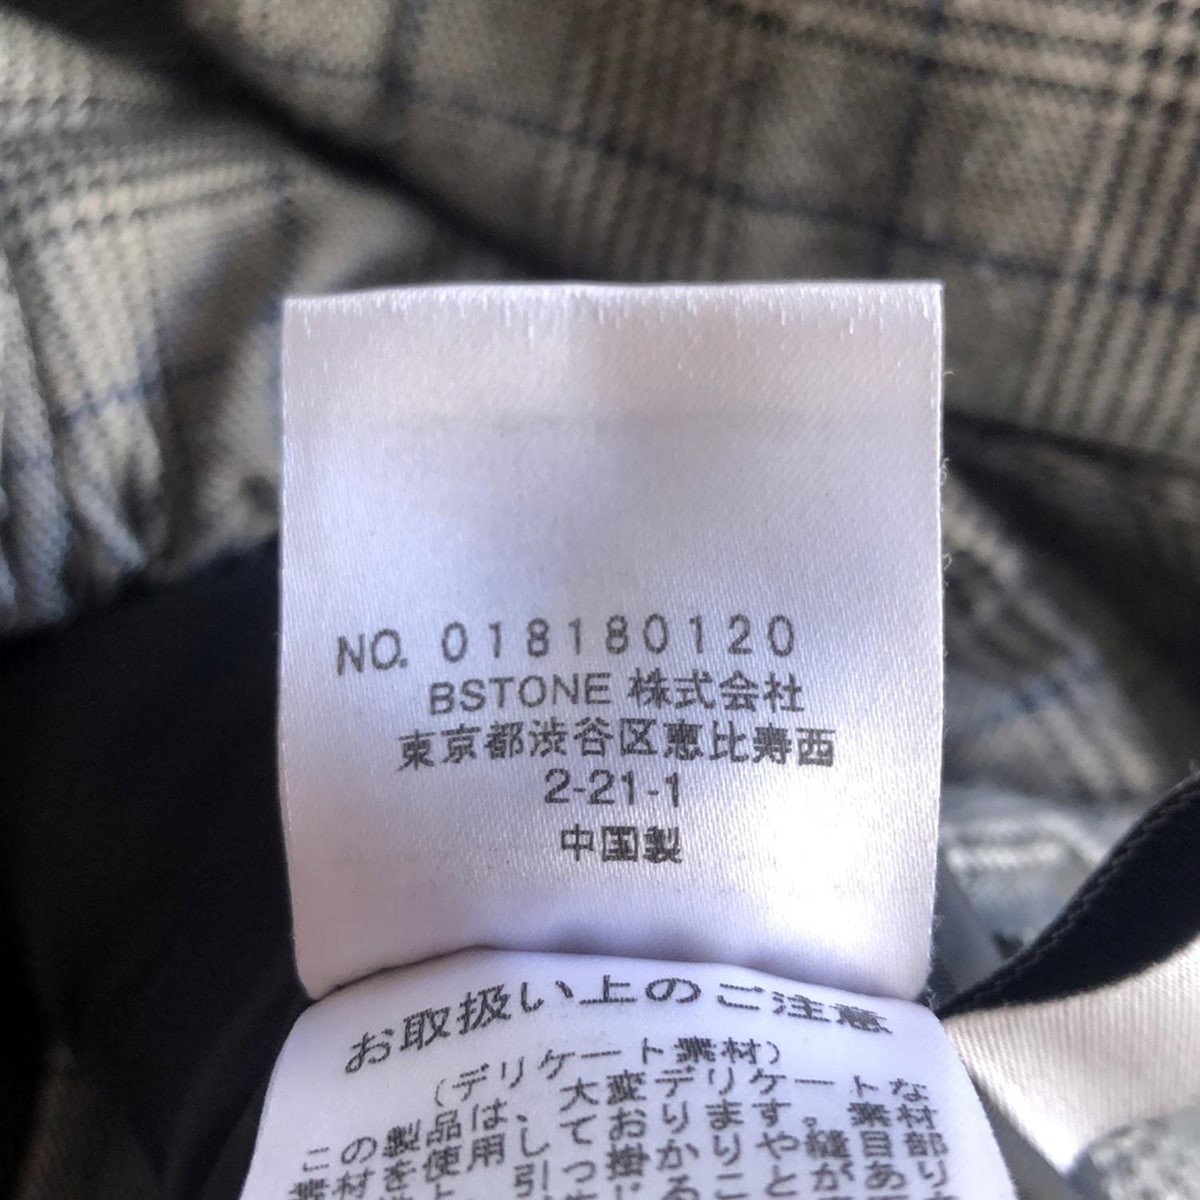 NO. 018180120
BSTONE 株式会社
東京都渋谷区恵比寿西
2-21-1
中国製
お取扱い上のご注意
(デリケート素材)
この製品は、大変デリケートな
素材を使用しております｡素材